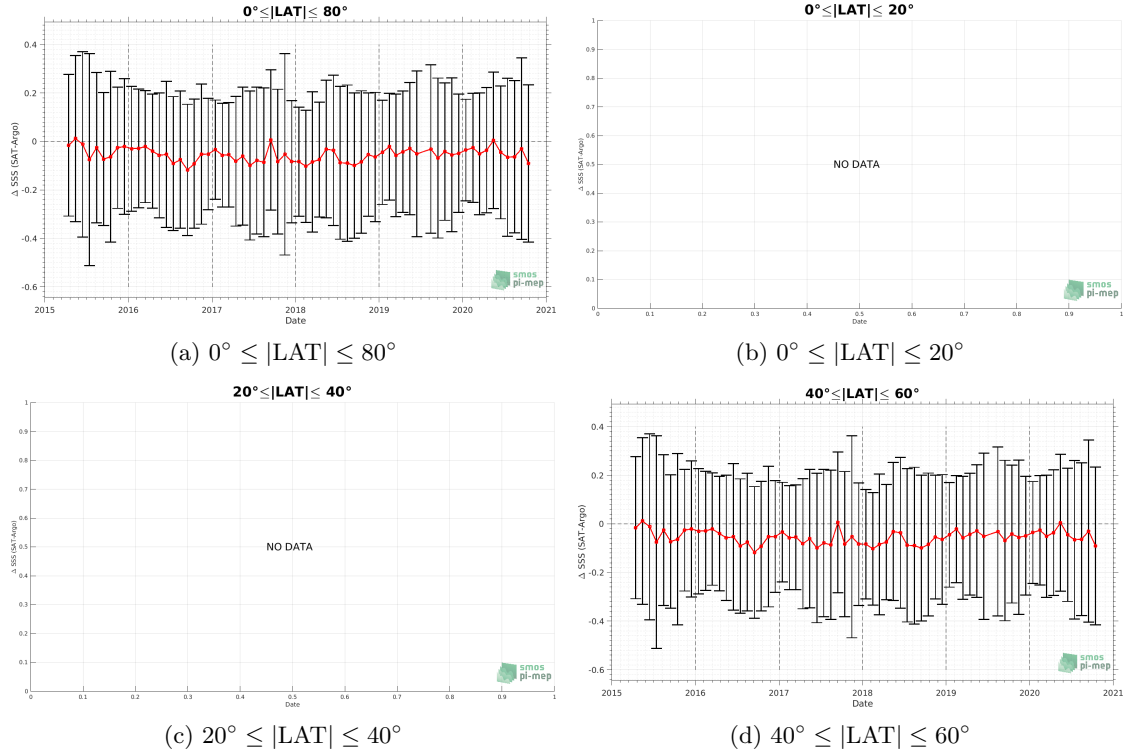 0°≤|LAT|≤ 80°
0.4
0.2
0
-0.2
-0.4
-0.6
Δ SSS (SAT-Argo)
2015 2016 2017 2018 2019 2020 2021
Date
smos
pi-mep
(a) 0° ≤ |LAT| ≤ 80°
0°≤|LAT|≤ 20°
1
0.9
0.8
0.7
0.6
0.5
0.4
0.3
0.2
0.1
0
Δ SSS (SAT-Argo)
NO DATA
0 0.1 0.2 0.3 0.4 0.5 0.6 0.7 0.8 0.9 1
Date
smos
pi-mep
(b) 0° ≤ |LAT| ≤ 20°
20°≤|LAT|≤ 40°
1
0.9
0.8
0.7
0.6
0.5
0.4
0.3
0.2
0.1
0
Δ SSS (SAT-Argo)
NO DATA
0 0.1 0.2 0.3 0.4 0.5 0.6 0.7 0.8 0.9 1
Date
smos
pi-mep
(c) 20° ≤ |LAT| ≤ 40°
40°≤|LAT|≤ 60°
0.4
0.2
0
-0.2
-0.4
-0.6
Δ SSS (SAT-Argo)
2015 2016 2017 2018 2019 2020 2021
Date
smos
pi-mep
(d) 40° ≤ |LAT| ≤ 60°